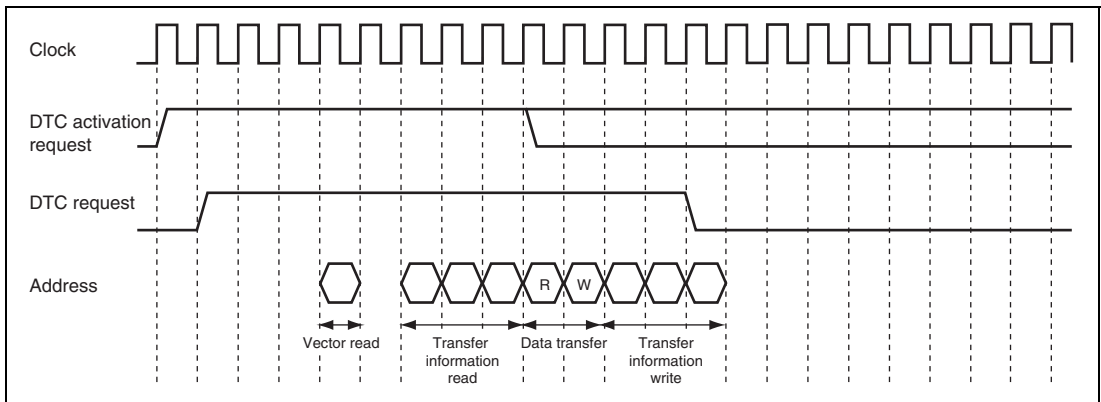 Clock
DTC activation
request
DTC request
Address
R W
Vector read
Transfer
information
read
Data transfer
Transfer
information
write